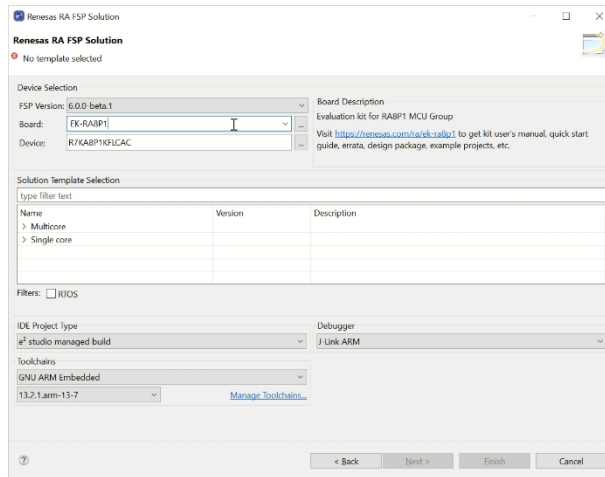 Renesas RA FSP Solution
Renesas RA FSP Solution
No template selected
Device Selection
FSP Version: 6.0.0-beta.1
Board: EK-RA8P1
Device: R7KA8P1KFLCAC
Board Description
Evaluation kit for RA8P1 MCU Group
Visit https://renesas.com/ra/ek-ra8p1 to get kit user's manual, quick start
guide, errata, design package, example projects, etc.
Solution Template Selection
type filter text
Name Version Description
> Multicore
> Single core
Filters: RTOS
IDE Project Type
e² studio managed build
Debugger
J-Link ARM
Toolchains
GNU ARM Embedded
13.2.1.arm-13-7
Manage Toolchains...
< Back Next > Finish Cancel